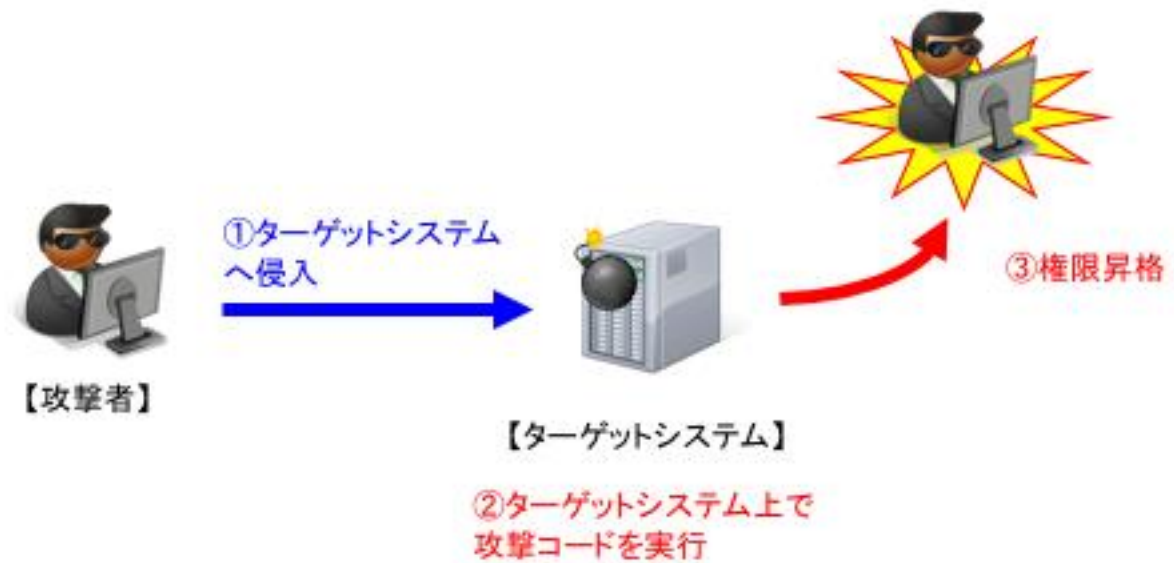 ①ターゲットシステム
へ侵入
③権限昇格
【攻撃者】
【ターゲットシステム】
②ターゲットシステム上で
攻撃コードを実行